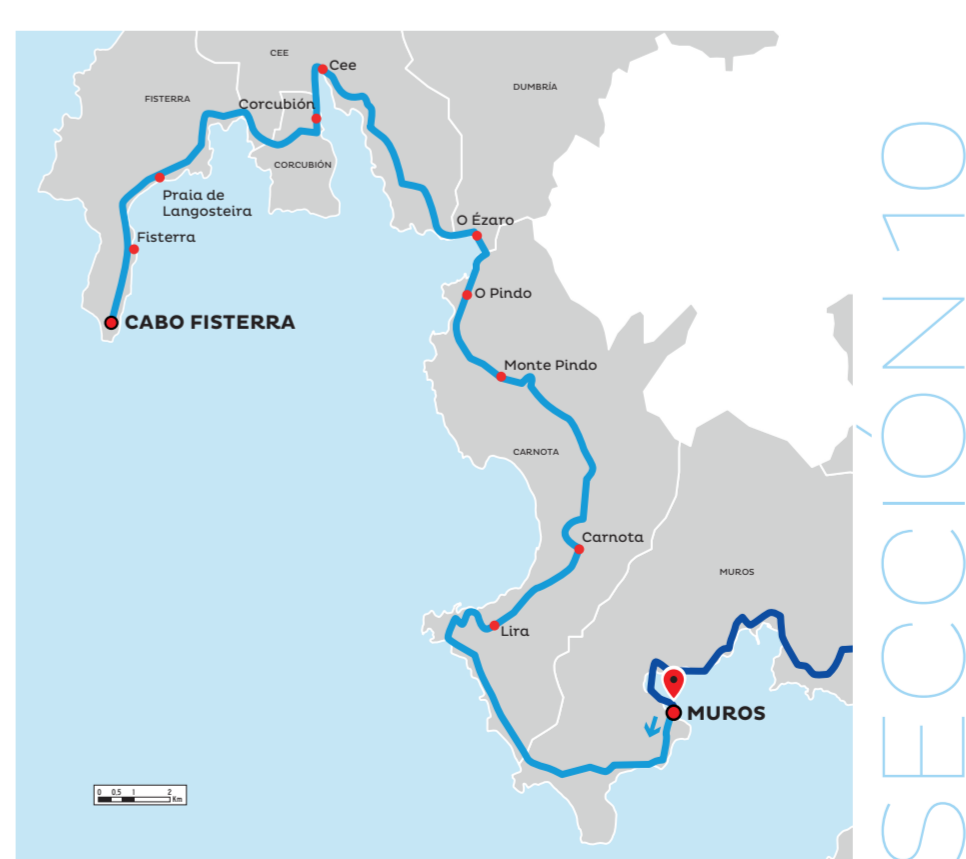 CEE
Cee
DUMBRÍA
FISTERRA
Corcubión
CORCUBIÓN
Praia de
Langosteira
O Ézaro
Fisterra
O Pindo
CABO FISTERRA
Monte Pindo
CARNOTA
Carnota
MUROS
Lira
MUROS
0 0.5 1 2
Km
SECCIÓN 10